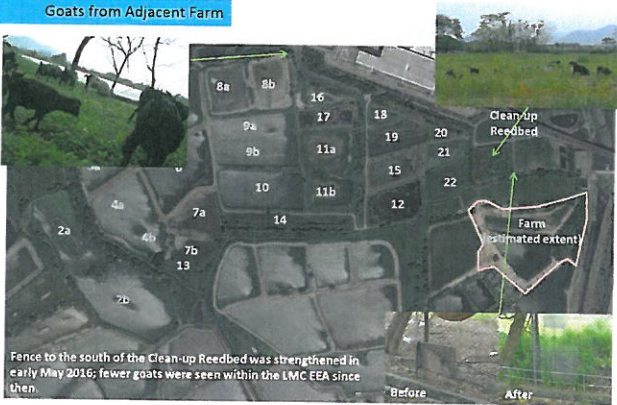 Goats from Adjacent Farm
8a
8b
16
17
18
9a
19
20
Clean-up
Reedbed
9b
11a
21
15
22
10
11b
12
4a
7a
14
2a
4b
7b
13
Farm
(estimated extent)
2b
Fence to the south of the Clean-up Reedbed was strengthened in
early May 2016; fewer goats were seen within the LMC EEA since
then.
Before
After